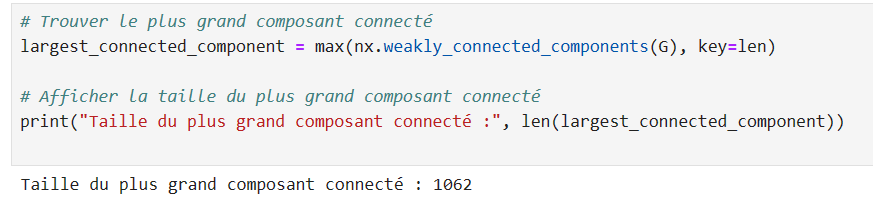 # Trouver le plus grand composant connecté
largest_connected_component = max(nx.weakly_connected_components(G), key=len)
# Afficher la taille du plus grand composant connecté
print("Taille du plus grand composant connecté :", len(largest_connected_component))
Taille du plus grand composant connecté : 1062